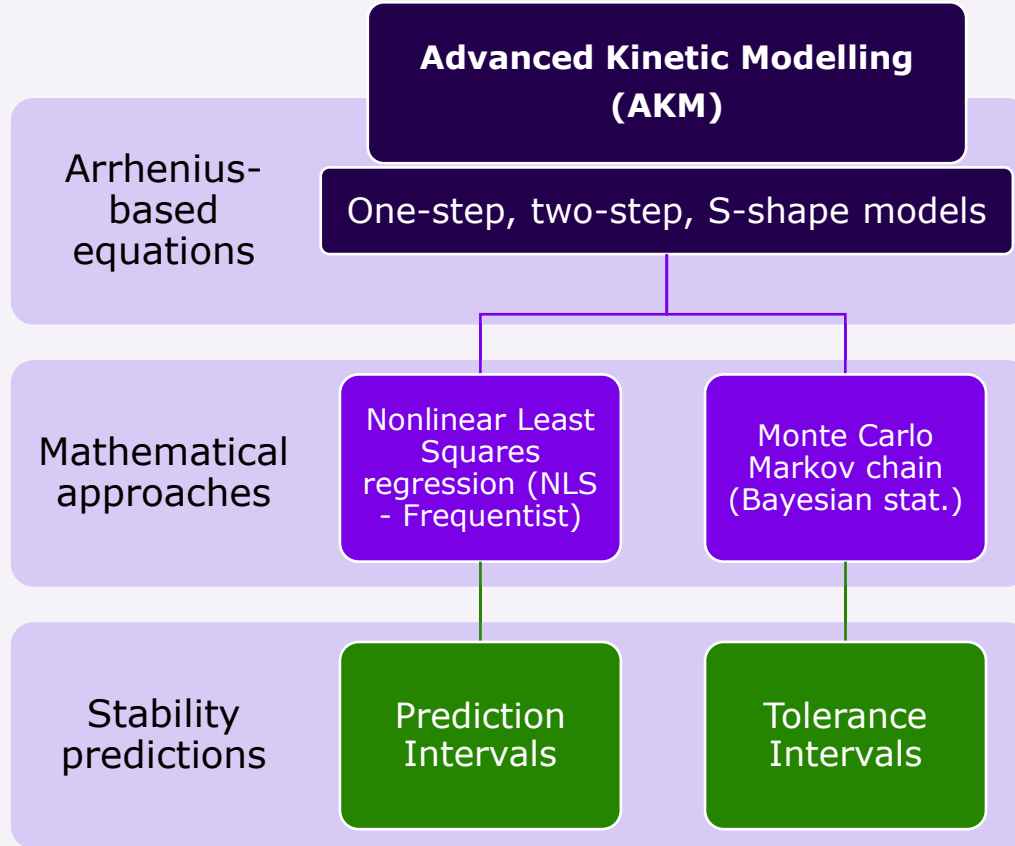 Advanced Kinetic Modelling
(AKM)
Arrhenius-
based
equations
One-step, two-step, S-shape models
Mathematical
approaches
Nonlinear Least
Squares
regression (NLS
- Frequentist)
Monte Carlo
Markov chain
(Bayesian stat.)
Stability
predictions
Prediction
Intervals
Tolerance
Intervals